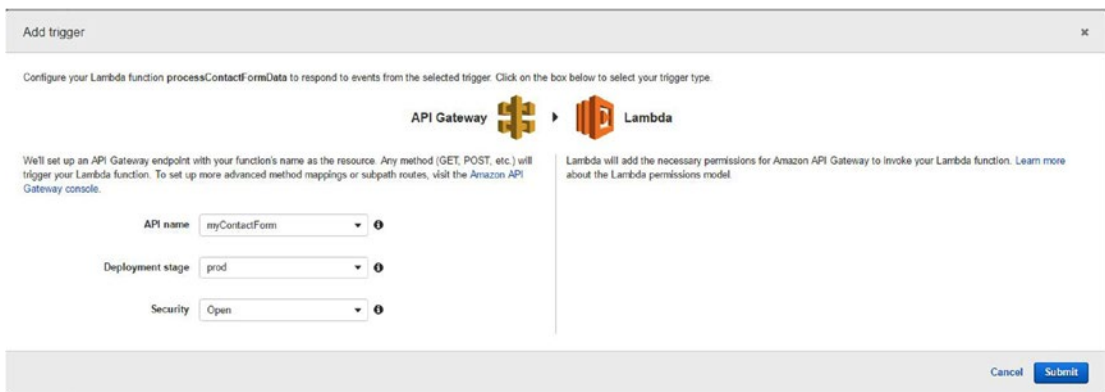 Add trigger
Configure your Lambda function processContactFormData to respond to events from the selected trigger. Click on the box below to select your trigger type.
API Gateway
Lambda
We'll set up an API Gateway endpoint with your function's name as the resource. Any method (GET, POST, etc.) will
trigger your Lambda function. To set up more advanced method mappings or subpath routes, visit the Amazon API
Gateway console.
Lambda will add the necessary permissions for Amazon API Gateway to invoke your Lambda function. Learn more
about the Lambda permissions model.
API name
myContactForm
Deployment stage
prod
Security
Open
Cancel
Submit